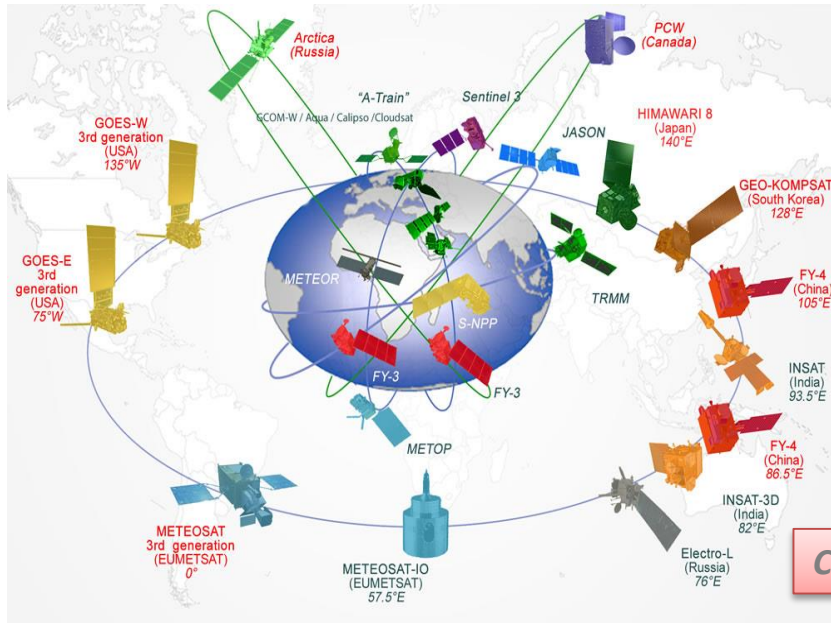 Arctica
(Russia)
PCW
(Canada)
"A-Train"
GCOM-W / Aqua / Calipso /Cloudsat
Sentinel 3
JASON
HIMAWARI 8
(Japan)
140°E
GOES-W
3rd generation
(USA)
135°W
GEO-KOMPSAT
(South Korea)
128°E
GOES-E
3rd
generation
(USA)
75°W
METEOR
TRMM
FY-4
(China)
105°E
S-NPP
INSAT
(India)
93.5°E
FY-3
FY-3
METOP
FY-4
(China)
86.5°E
INSAT-3D
(India)
82°E
METEOSAT
3rd generation
(EUMETSAT)
0°
METEOSAT-IO
(EUMETSAT)
57.5°E
Electro-L
(Russia)
76°E
C